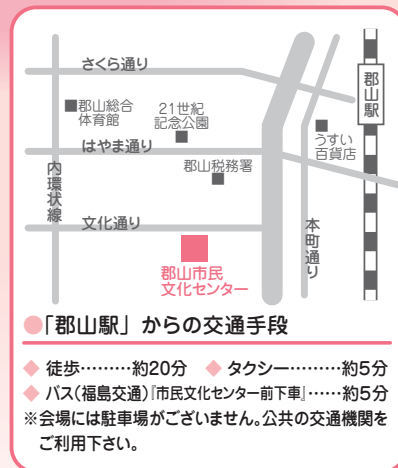 さくら通り
郡山駅
郡山総合
体育館
21世紀
記念公園
うすい
百貨店
はやま通り
郡山税務署
内環状線
文化通り
本町通り
郡山市民
文化センター
●「郡山駅」からの交通手段
◆ 徒歩………約20分 ◆ タクシー………約5分
◆ バス(福島交通)『市民文化センター前下車』……約5分
※会場には駐車場がございません。公共の交通機関を
ご利用下さい。